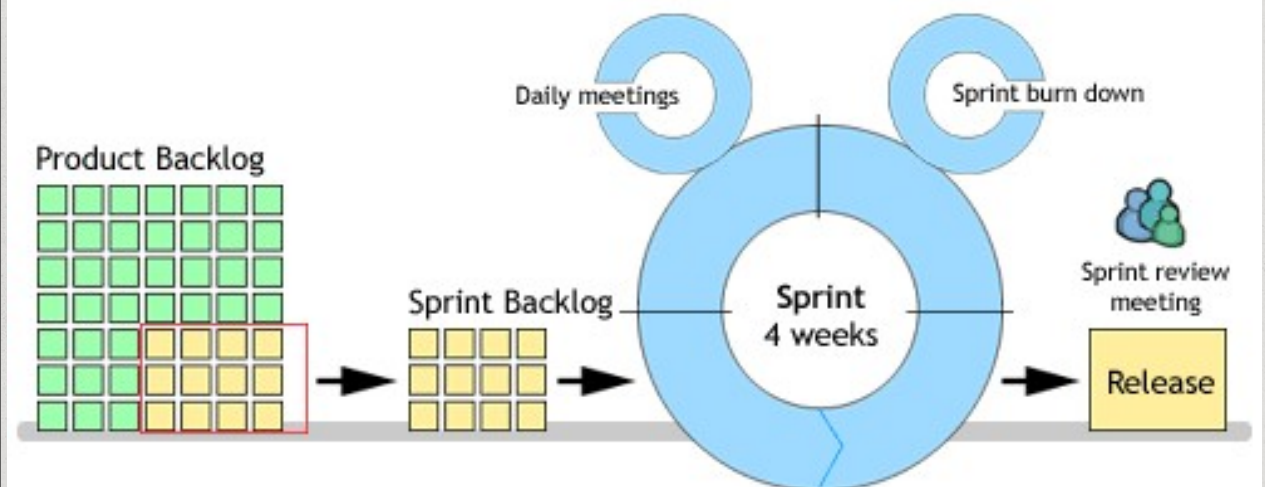 Daily meetings
Sprint burn down
Product Backlog
Sprint Backlog
Sprint
4 weeks
Sprint review
meeting
Release